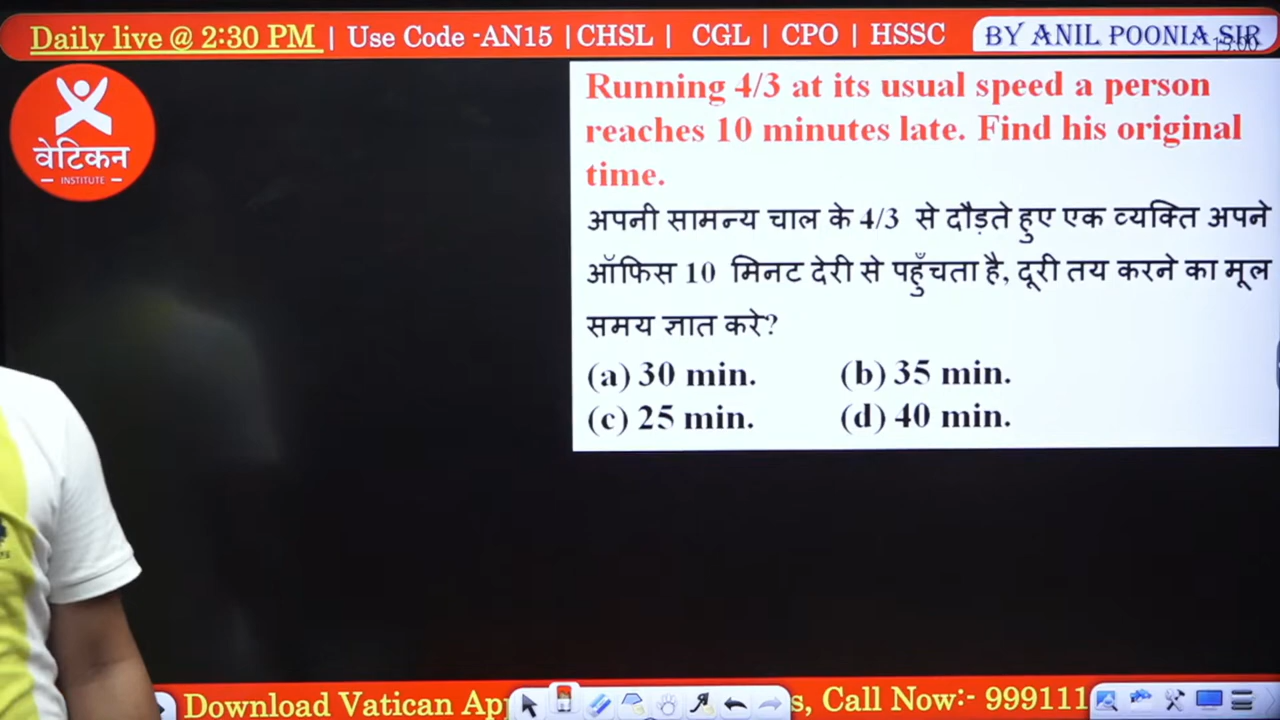 Daily live @ 2:30 PM | Use Code -AN15 |CHSL | CGL | CPO | HSSC
BY ANIL POONIA SIR
15:00
वेटिकन
INSTITUTE
Running 4/3 at its usual speed a person
reaches 10 minutes late. Find his original
time.
अपनी सामन्य चाल के 4/3 से दौड़ते हुए एक व्यक्ति अपने
ऑफिस 10 मिनट देरी से पहुँचता है, दूरी तय करने का मूल
समय ज्ञात करे?
(a) 30 min. (b) 35 min.
(c) 25 min. (d) 40 min.
Download Vatican Ap
s, Call Now:- 999111